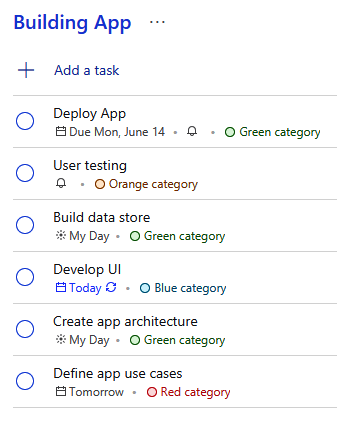 Building App ...
Add a task
Deploy App
Due Mon, June 14 • • Green category
User testing
• Orange category
Build data store
My Day • Green category
Develop UI
Today • Blue category
Create app architecture
My Day • Green category
Define app use cases
Tomorrow • Red category